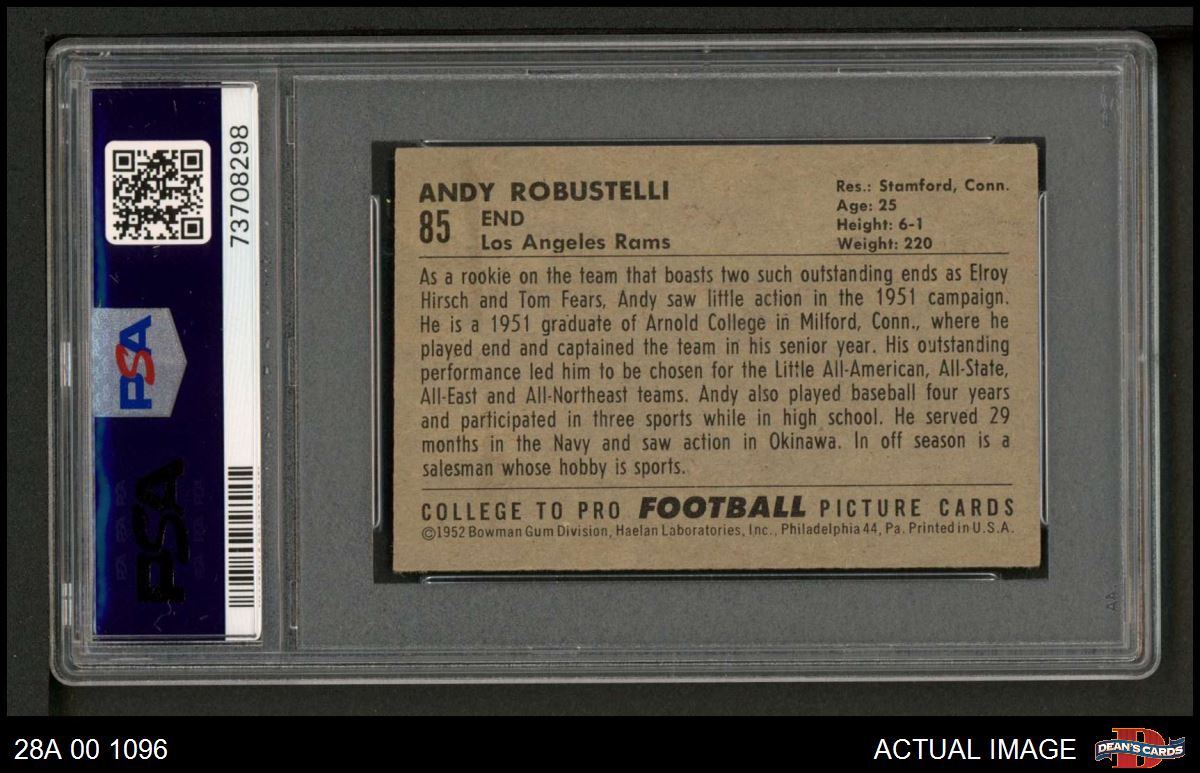 73708298
PSA
PSA
ANDY ROBUSTELLI
85
END
Los Angeles Rams
Res.: Stamford, Conn.
Age: 25
Height: 6-1
Weight: 220
As a rookie on the team that boasts two such outstanding ends as Elroy
Hirsch and Tom Fears, Andy saw little action in the 1951 campaign.
He is a 1951 graduate of Arnold College in Milford, Conn., where he
played end and captained the team in his senior year. His outstanding
performance led him to be chosen for the Little All-American, All-State,
All-East and All-Northeast teams. Andy also played baseball four years
and participated in three sports while in high school. He served 29
months in the Navy and saw action in Okinawa. In off season is a
salesman whose hobby is sports.
COLLEGE TO PRO FOOTBALL PICTURE CARDS
©1952 Bowman Gum Division, Haelan Laboratories, Inc., Philadelphia 44, Pa. Printed in U.S.A.
28A 00 1096
ACTUAL IMAGE
DEAN'S CARDS